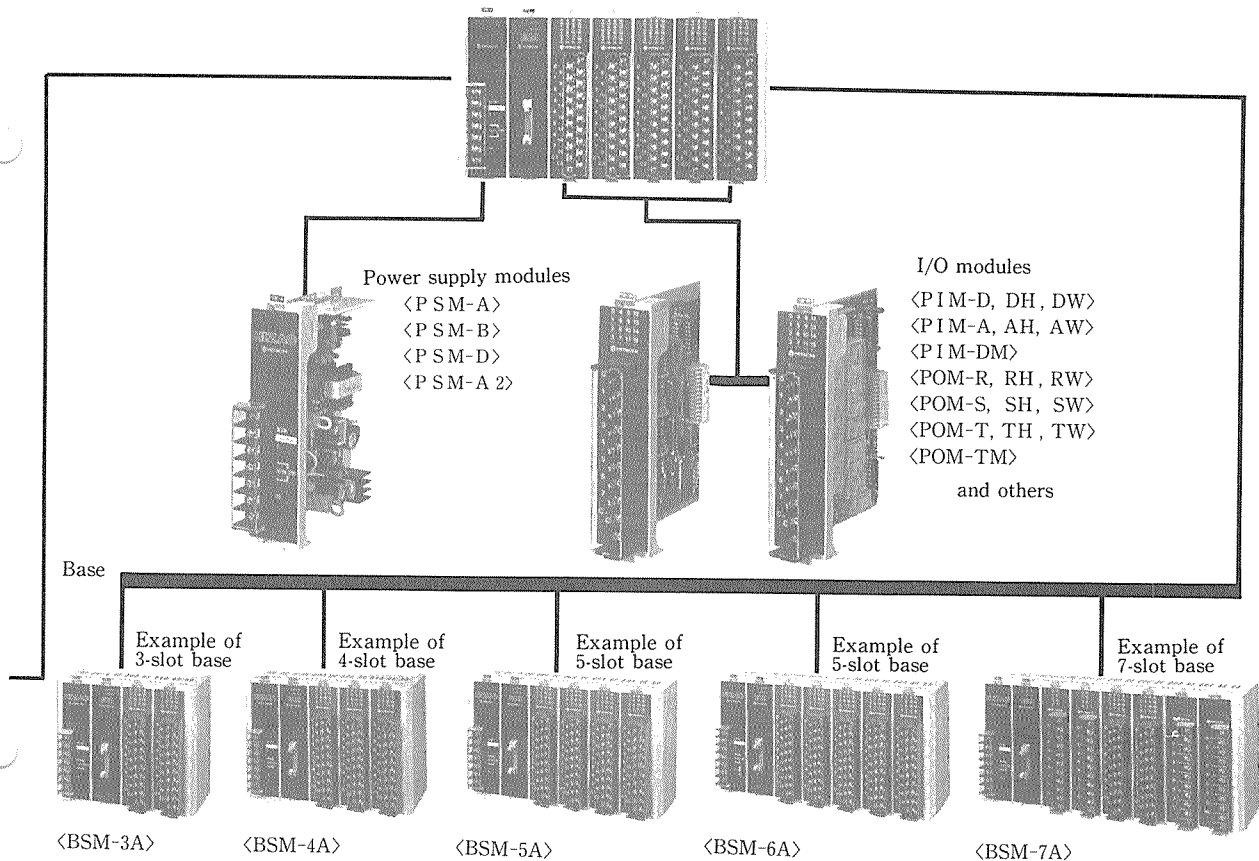 Power supply modules
〈PSM-A〉
〈PSM-B〉
〈PSM-D〉
〈PSM-A2〉
I/O modules
〈PIM-D, DH, DW〉
〈PIM-A, AH, AW〉
〈PIM-DM〉
〈POM-R, RH, RW〉
〈POM-S, SH, SW〉
〈POM-T, TH, TW〉
〈POM-TM〉
and others
Base
Example of
3-slot base
Example of
4-slot base
Example of
5-slot base
Example of
5-slot base
Example of
7-slot base
〈BSM-3A〉
〈BSM-4A〉
〈BSM-5A〉
〈BSM-6A〉
〈BSM-7A〉